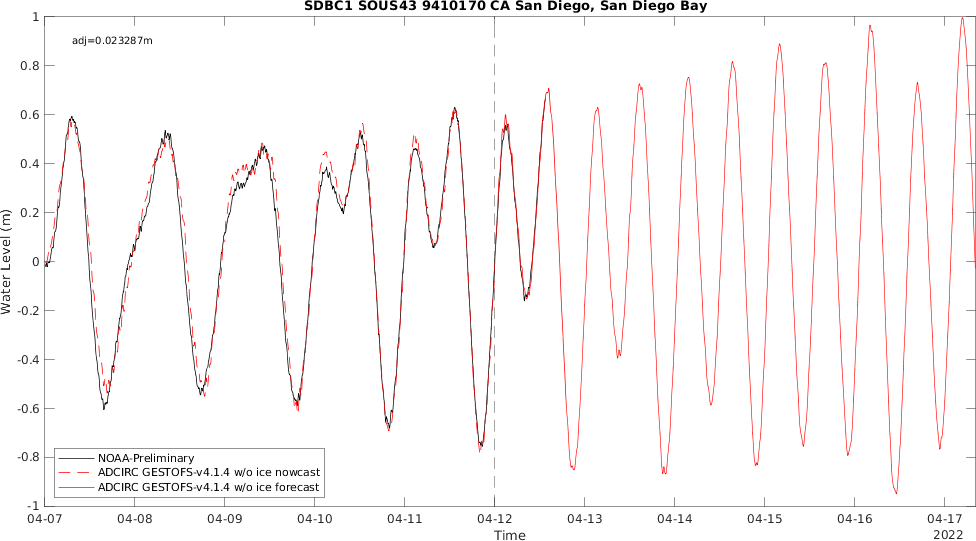 SDBC1 SOUS43 9410170 CA San Diego, San Diego Bay
adj=0.023287m
1
0.8
0.6
0.4
0.2
0
-0.2
-0.4
-0.6
-0.8
-1
Water Level (m)
NOAA-Preliminary
ADCIRC GESTOFS-v4.1.4 w/o ice nowcast
ADCIRC GESTOFS-v4.1.4 w/o ice forecast
04-07 04-08 04-09 04-10 04-11 04-12 04-13 04-14 04-15 04-16 04-17
Time
2022